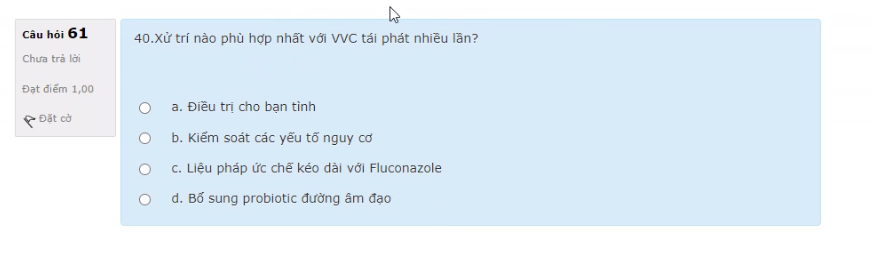 Câu hỏi 61
Chưa trả lời
Đạt điểm 1,00
Đặt cờ
40.Xử trí nào phù hợp nhất với VVC tái phát nhiều lần?
a. Điều trị cho bạn tình
b. Kiểm soát các yếu tố nguy cơ
c. Liệu pháp ức chế kéo dài với Fluconazole
d. Bổ sung probiotic đường âm đạo